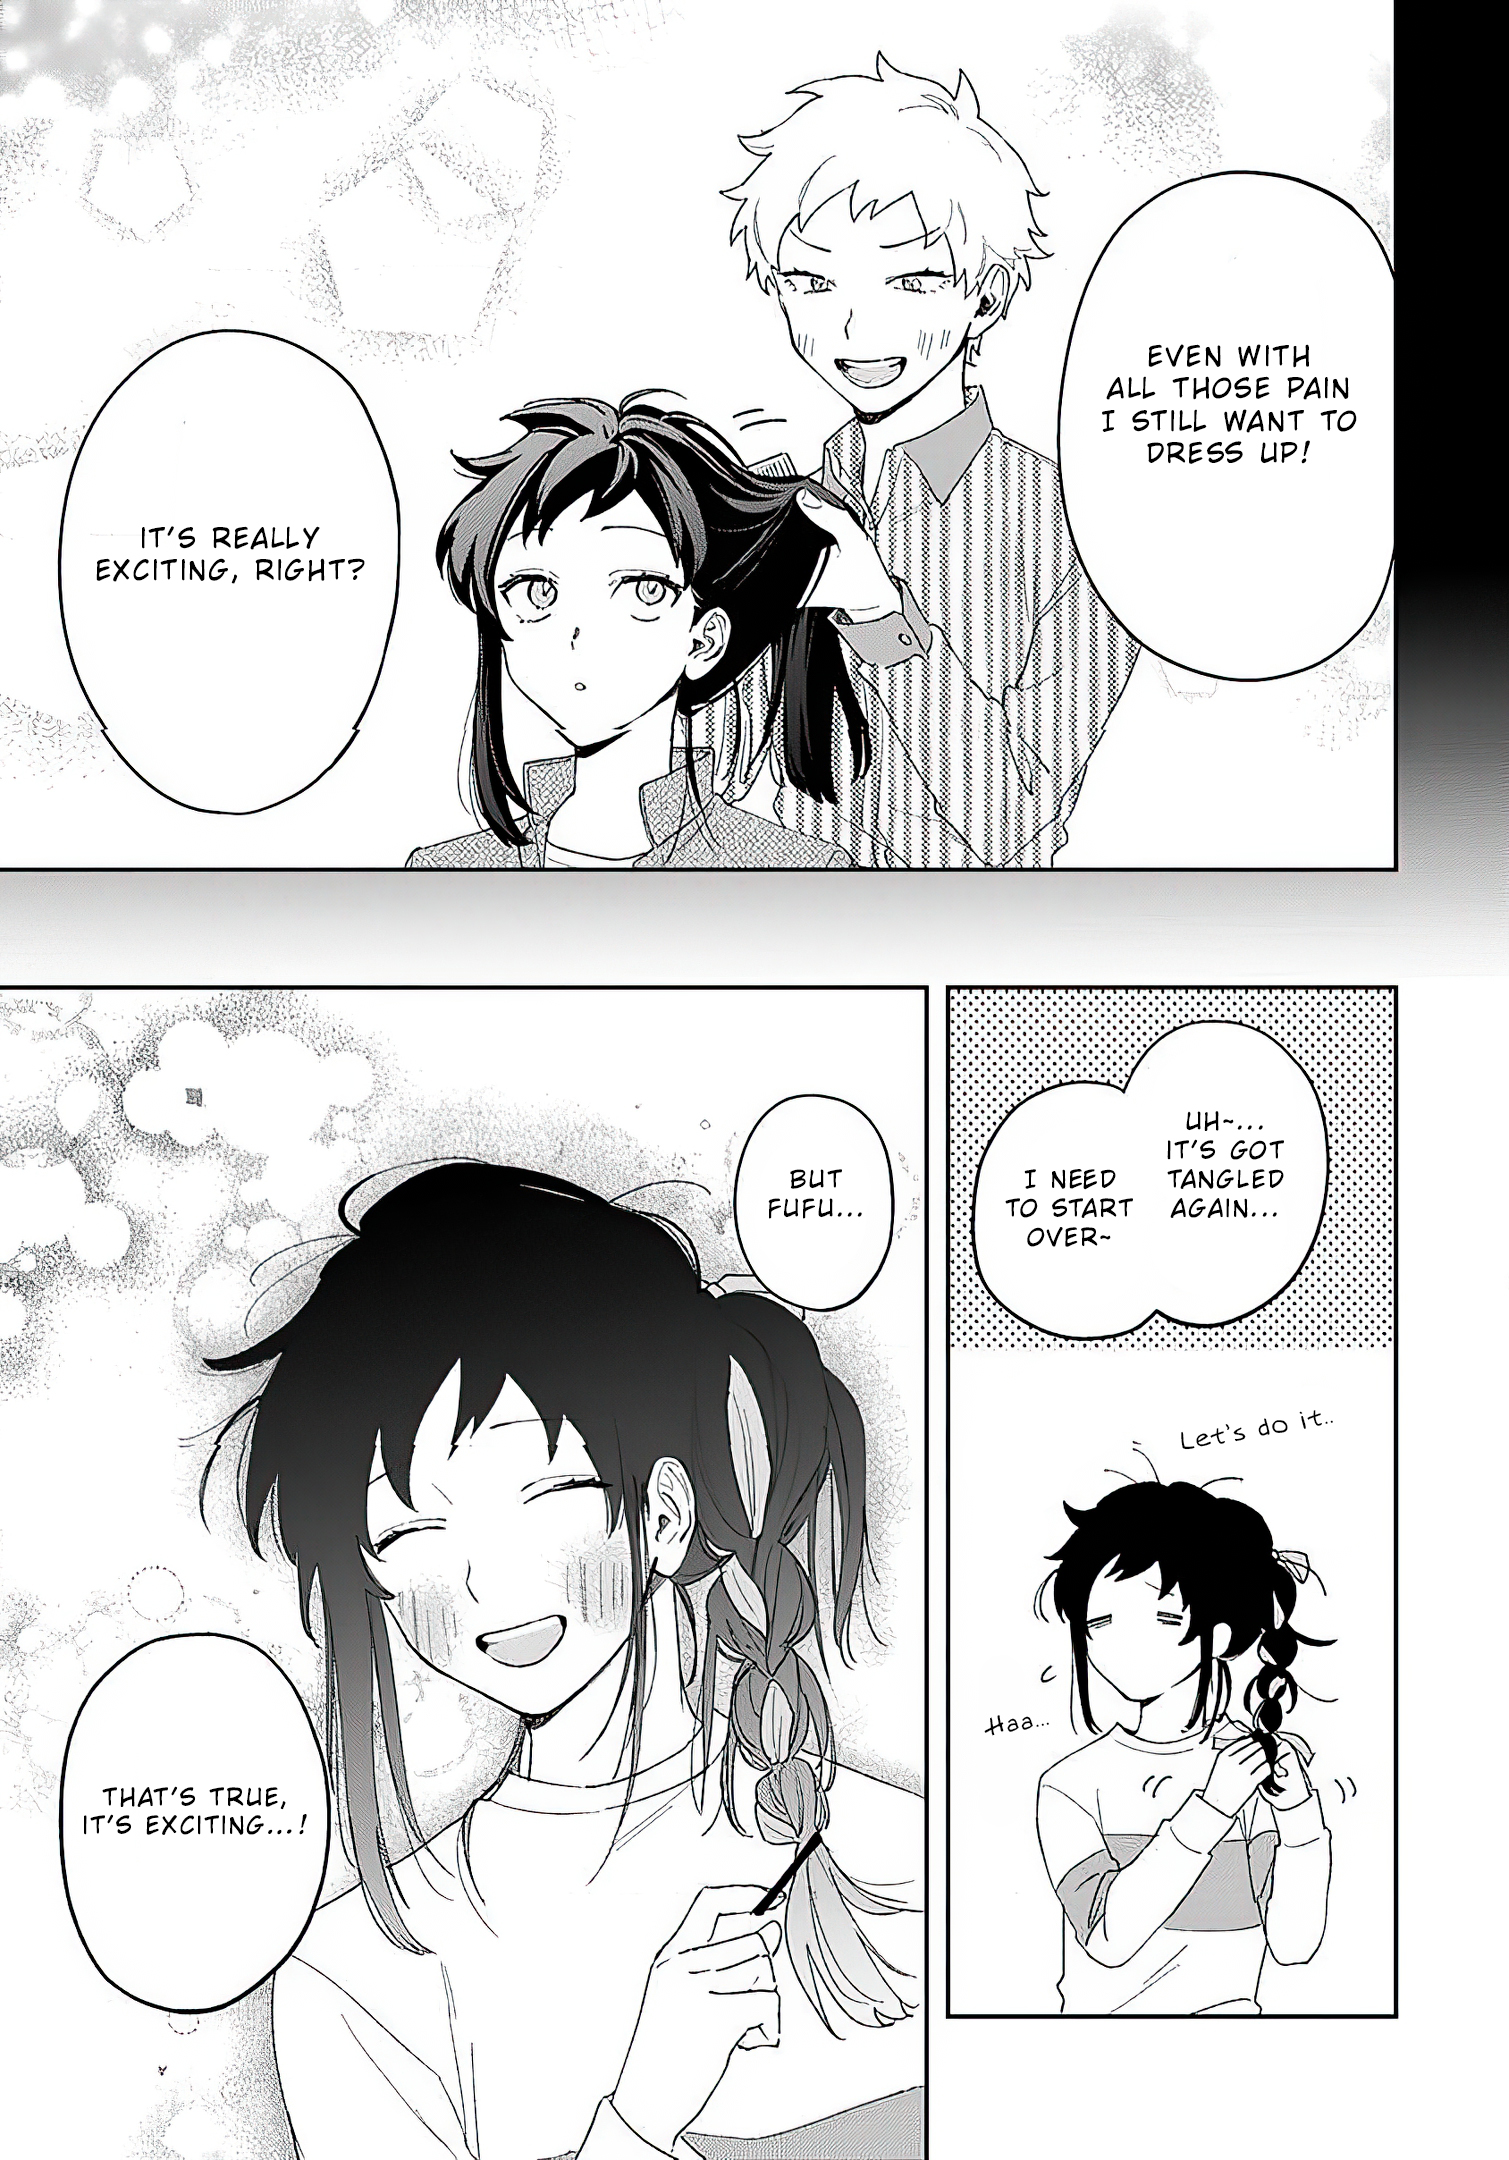 EVEN WITH
ALL THOSE PAIN
I STILL WANT TO
DRESS UP!
IT'S REALLY
EXCITING, RIGHT?
UH~...
IT'S GOT
TANGLED
AGAIN...
I NEED
TO START
OVER~
Let's do it..
Haa...
BUT
FUFU...
THAT'S TRUE,
IT'S EXCITING...!